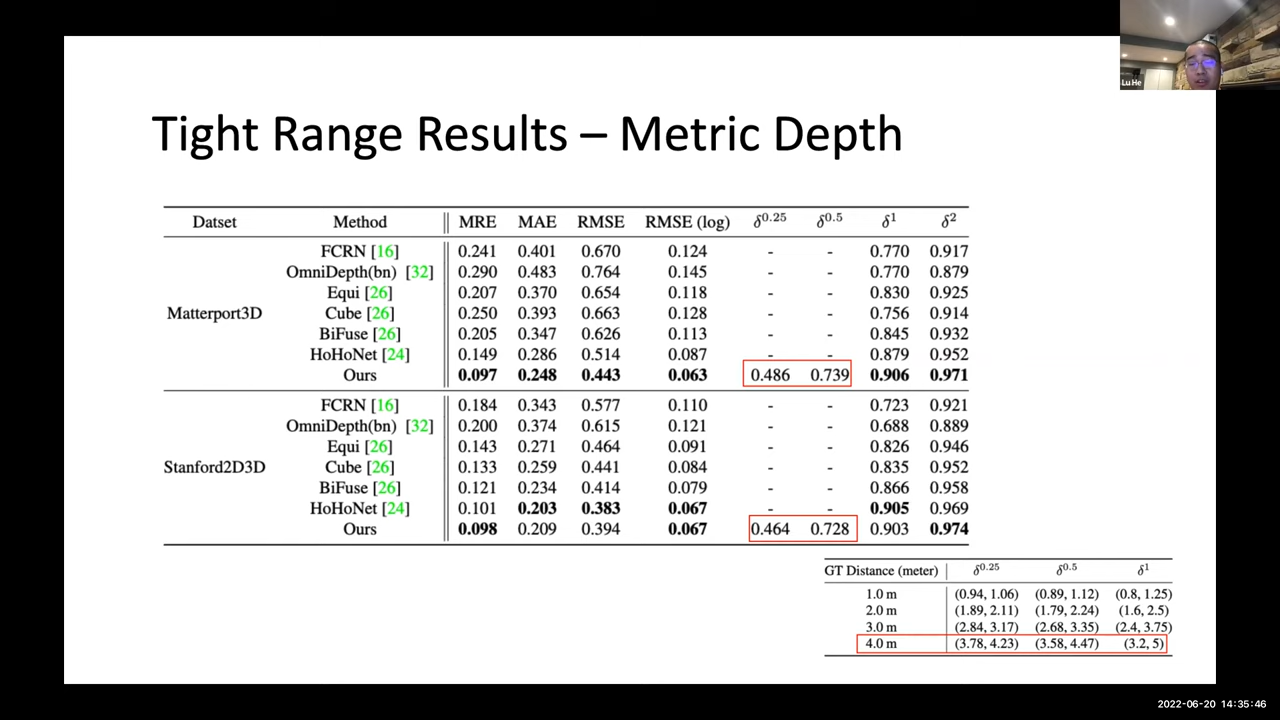 Lu He
Tight Range Results – Metric Depth
Datset Method MRE MAE RMSE RMSE (log) δ^0.25 δ^0.5 δ^1 δ^2
FCRN [16] 0.241 0.401 0.670 0.124 - - 0.770 0.917
OmniDepth(bn) [32] 0.290 0.483 0.764 0.145 - - 0.770 0.879
Equi [26] 0.207 0.370 0.654 0.118 - - 0.830 0.925
Matterport3D Cube [26] 0.250 0.393 0.663 0.128 - - 0.756 0.914
BiFuse [26] 0.205 0.347 0.626 0.113 - - 0.845 0.932
HoHoNet [24] 0.149 0.286 0.514 0.087 - - 0.879 0.952
Ours 0.097 0.248 0.443 0.063 0.486 0.739 0.906 0.971
FCRN [16] 0.184 0.343 0.577 0.110 - - 0.723 0.921
OmniDepth(bn) [32] 0.200 0.374 0.615 0.121 - - 0.688 0.889
Equi [26] 0.143 0.271 0.464 0.091 - - 0.826 0.946
Stanford2D3D Cube [26] 0.133 0.259 0.441 0.084 - - 0.835 0.952
BiFuse [26] 0.121 0.234 0.414 0.079 - - 0.866 0.958
HoHoNet [24] 0.101 0.203 0.383 0.067 - - 0.905 0.969
Ours 0.098 0.209 0.394 0.067 0.464 0.728 0.903 0.974
GT Distance (meter) δ^0.25 δ^0.5 δ^1
1.0 m (0.94, 1.06) (0.89, 1.12) (0.8, 1.25)
2.0 m (1.89, 2.11) (1.79, 2.24) (1.6, 2.5)
3.0 m (2.84, 3.17) (2.68, 3.35) (2.4, 3.75)
4.0 m (3.78, 4.23) (3.58, 4.47) (3.2, 5)
2022-06-20 14:35:46